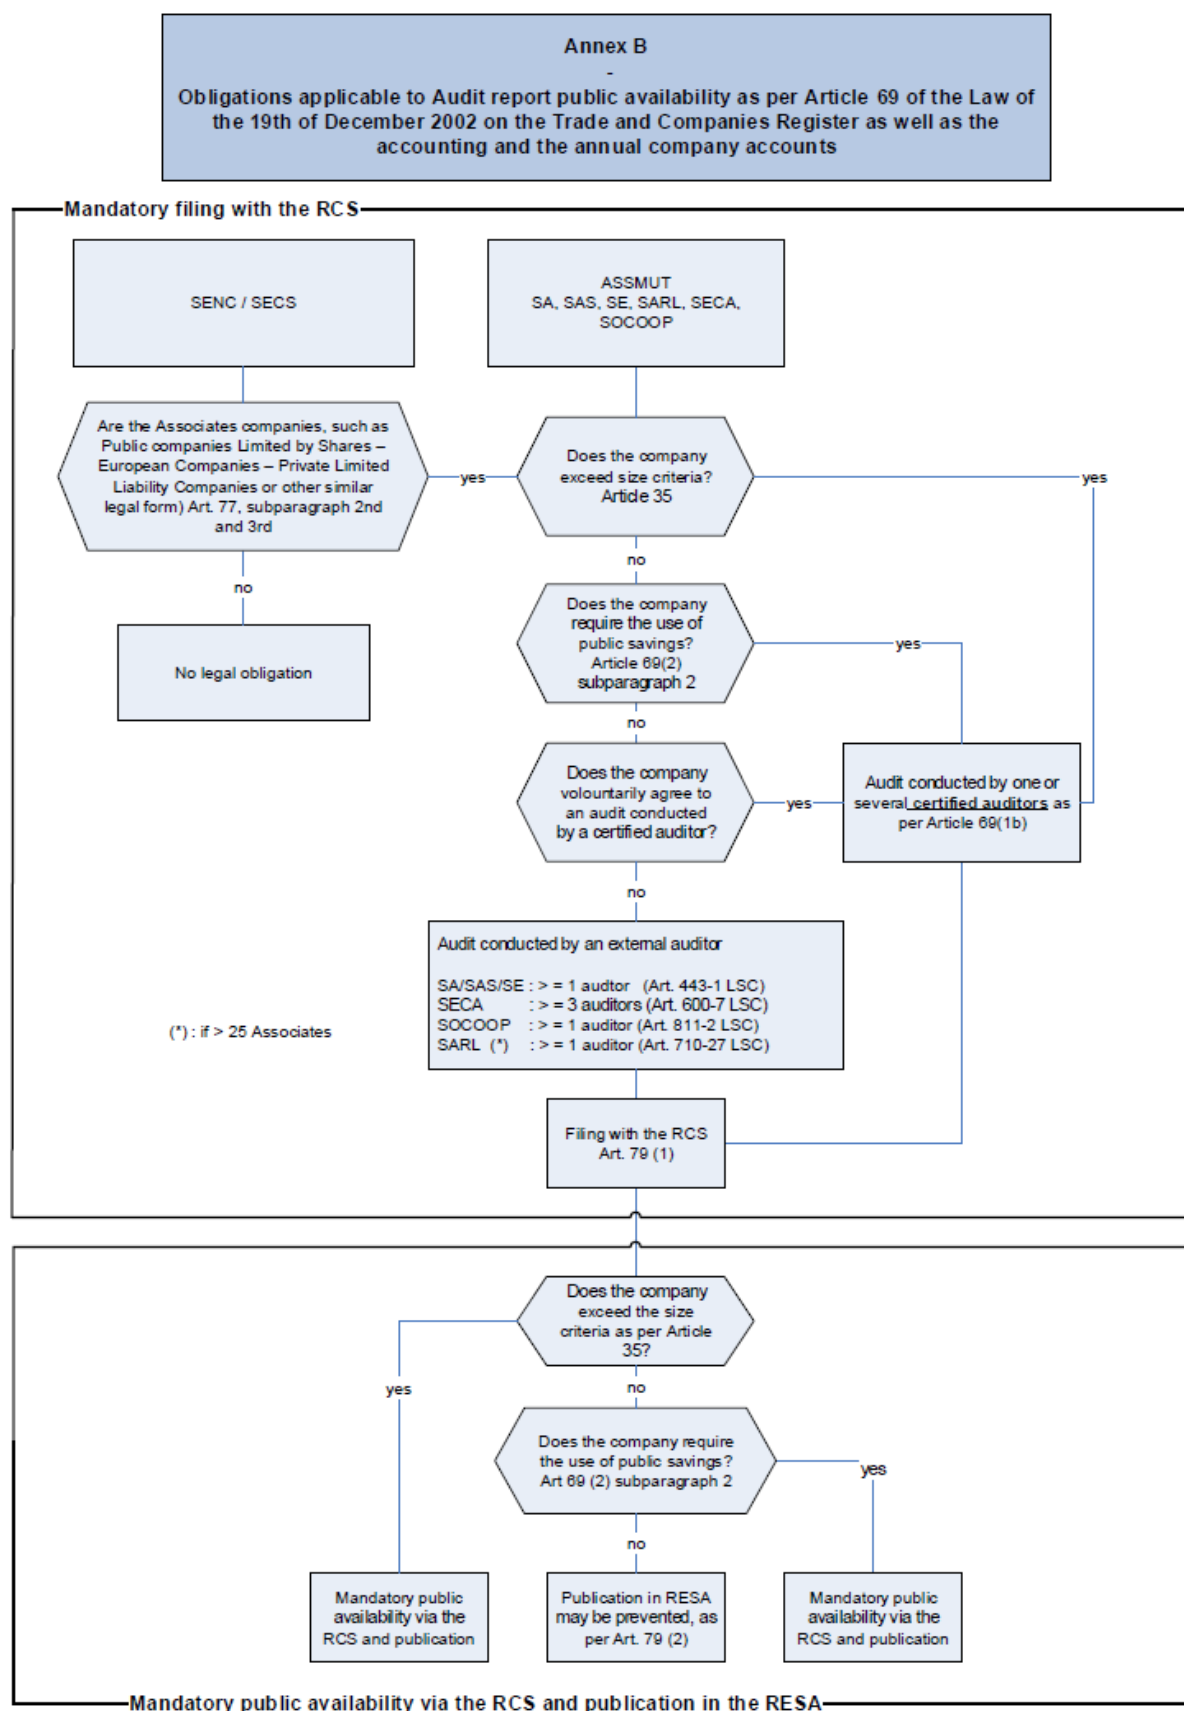 Annex B
-
Obligations applicable to Audit report public availability as per Article 69 of the Law of
the 19th of December 2002 on the Trade and Companies Register as well as the
accounting and the annual company accounts
Mandatory filing with the RCS
SENC / SECS
ASSMUT
SA, SAS, SE, SARL, SECA,
SOCOOP
Are the Associates companies, such as
Public companies Limited by Shares –
European Companies – Private Limited
Liability Companies or other similar
legal form) Art. 77, subparagraph 2nd
and 3rd
yes
Does the company
exceed size criteria?
Article 35
yes
no
no
Does the company
require the use of
public savings?
Article 69(2)
subparagraph 2
yes
No legal obligation
no
Does the company
voluntarily agree to
an audit conducted
by a certified auditor?
yes
Audit conducted by one or
several certified auditors as
per Article 69(1b)
no
Audit conducted by an external auditor
SA/SAS/SE : > = 1 audtor (Art. 443-1 LSC)
SECA : > = 3 auditors (Art. 600-7 LSC)
SOCOOP : > = 1 auditor (Art. 811-2 LSC)
SARL (*) : > = 1 auditor (Art. 710-27 LSC)
(*) : if > 25 Associates
Filing with the RCS
Art. 79 (1)
Does the company
exceed the size
criteria as per Article
35?
yes
no
Does the company require
the use of public savings?
Art 69 (2) subparagraph 2
yes
no
Mandatory public
availability via the
RCS and publication
Publication in RESA
may be prevented, as
per Art. 79 (2)
Mandatory public
availability via the
RCS and publication
Mandatory public availability via the RCS and publication in the RESA